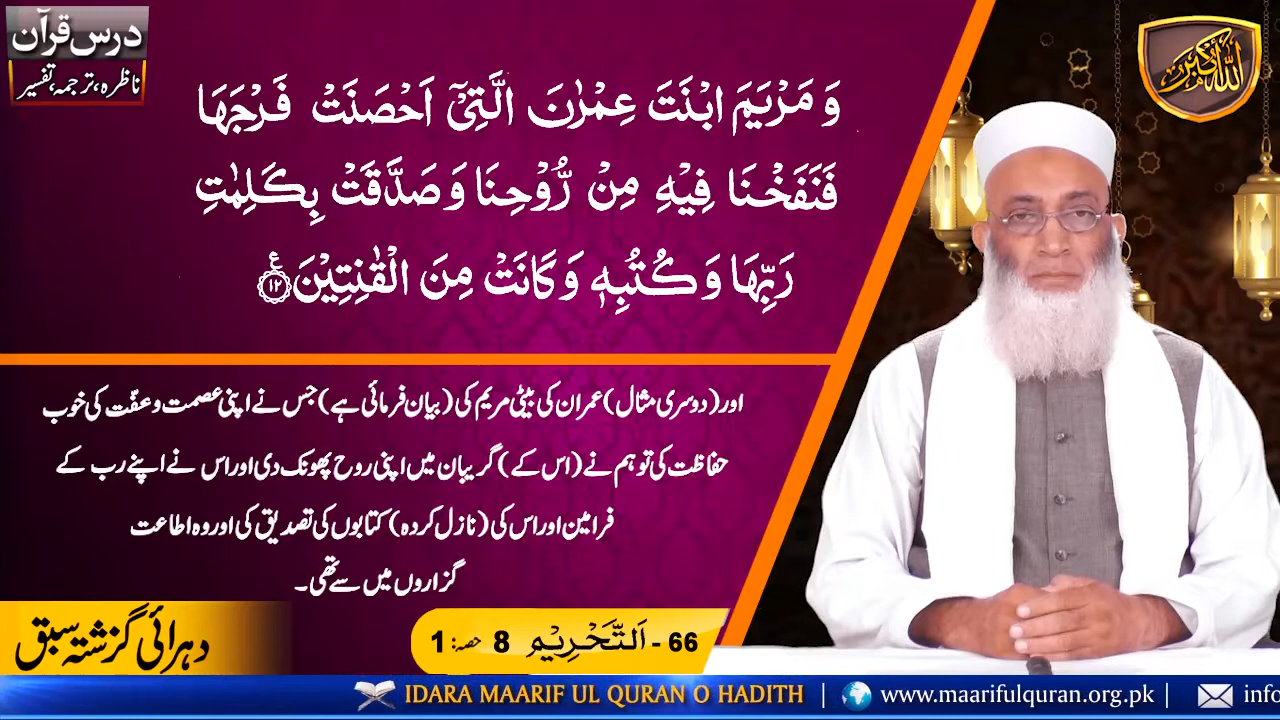 درس قرآن
ناظرہ، ترجمہ، تفسیر
اللہ اکبر
وَ مَرْیَمَ ابْنَتَ عِمْرٰنَ الَّتِیْۤ اَحْصَنَتْ فَرْجَهَا
فَنَفَخْنَا فِیْهِ مِنْ رُّوْحِنَا وَ صَدَّقَتْ بِكَلِمٰتِ
رَبِّهَا وَ كُتُبِهٖ وَ كَانَتْ مِنَ الْقٰنِتِیْنَ۠ ۝۱۲ ع
اور (دوسری مثال) عمران کی بیٹی مریم کی (بیان فرمائی ہے) جس نے اپنی عصمت و عفّت کی خوب
حفاظت کی تو ہم نے (اس کے) گریبان میں اپنی روح پھونک دی اور اس نے اپنے رب کے
فرامین اور اس کی (نازل کردہ) کتابوں کی تصدیق کی اور وہ اطاعت
گزاروں میں سے تھی۔
66 - اَلتَّحْرِیْم 8 حصہ: 1
دہرائی گزشتہ سبق
IDARA MAARIF UL QURAN O HADITH | www.maarifulquran.org.pk | info